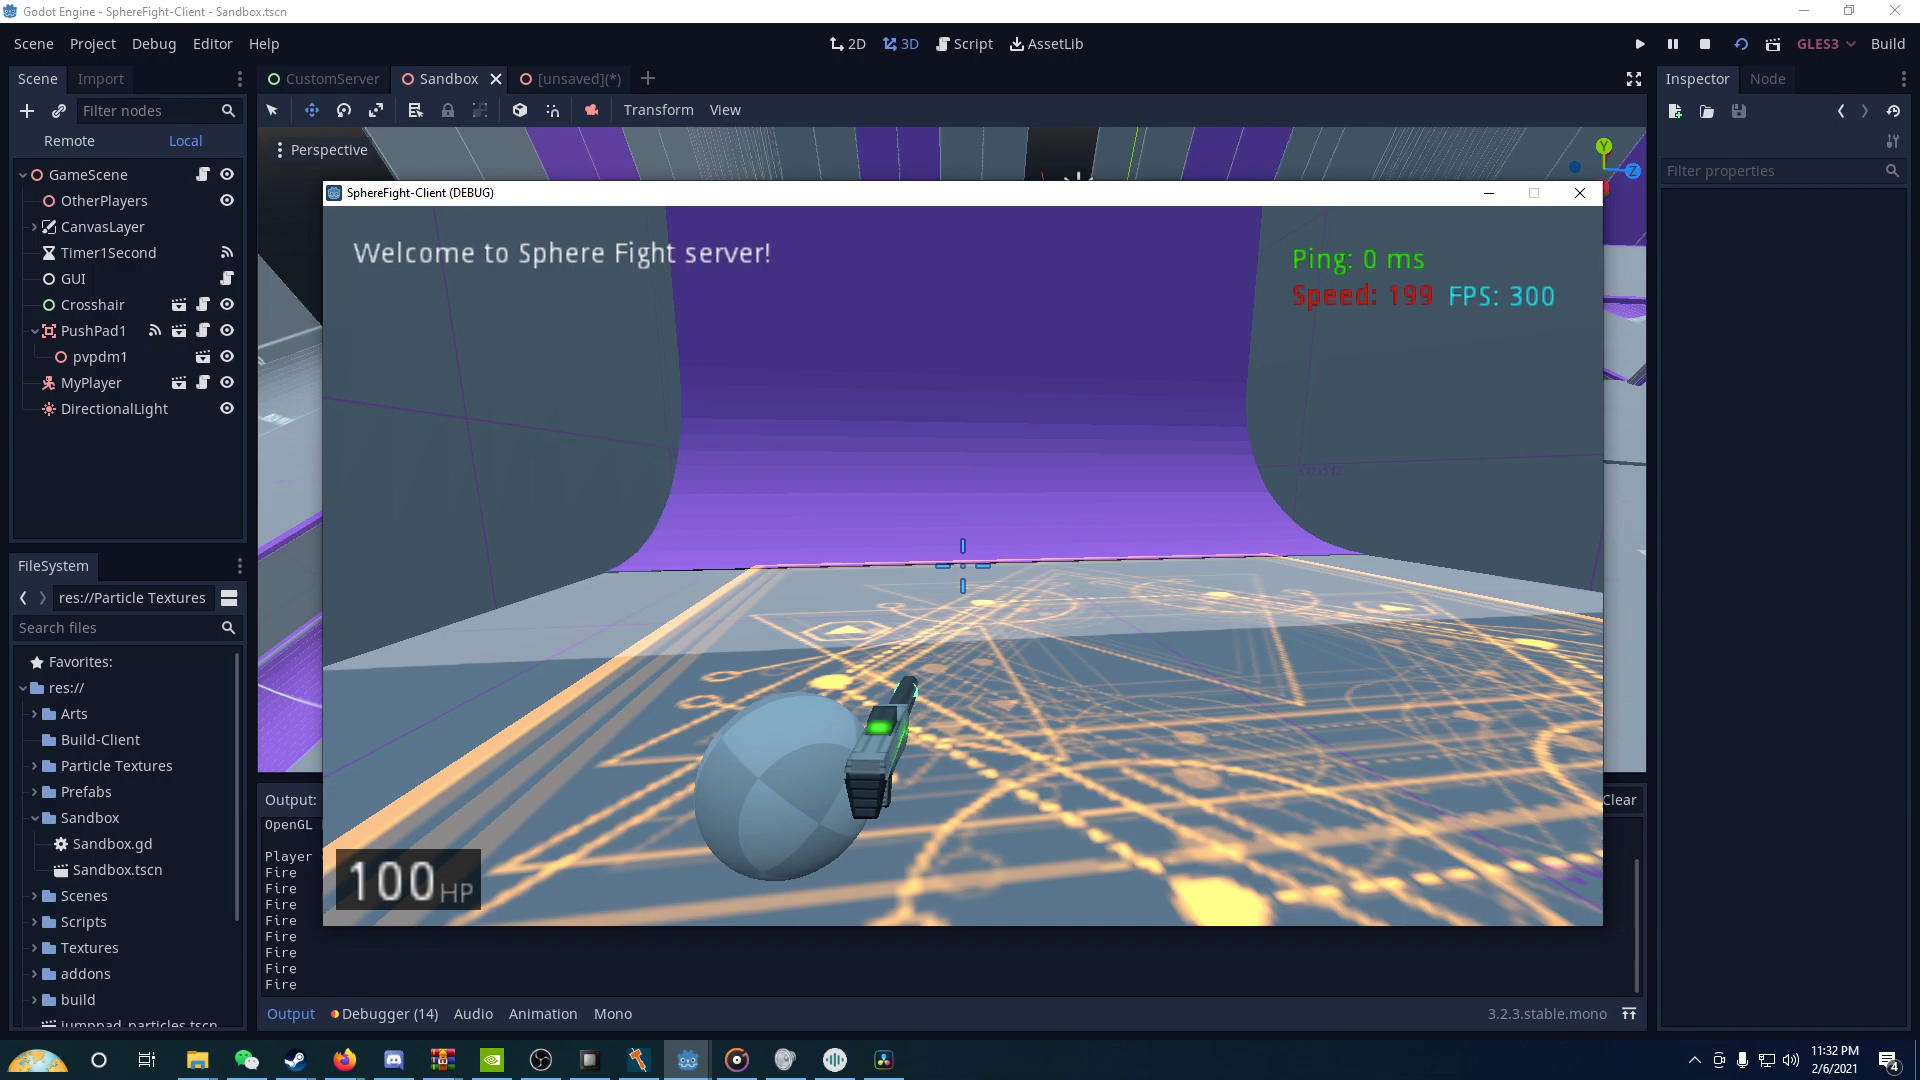 Godot Engine - SphereFight-Client - Sandbox.tscn
Scene Project Debug Editor Help
2D 3D Script AssetLib
GLES3 Build
Scene Import
CustomServer Sandbox [unsaved](*)
Inspector Node
Filter nodes
Transform View
Remote Local
Perspective
Y
Z
Filter properties
GameScene
OtherPlayers
CanvasLayer
Timer1Second
GUI
Crosshair
PushPad1
pvpdm1
MyPlayer
DirectionalLight
SphereFight-Client (DEBUG)
Welcome to Sphere Fight server!
Ping: 0 ms
Speed: 199 FPS: 300
100 HP
FileSystem
res://Particle Textures
Search files
Favorites:
res://
Arts
Build-Client
Particle Textures
Prefabs
Sandbox
Sandbox.gd
Sandbox.tscn
Scenes
Scripts
Textures
addons
build
jumppad_particles.tscn
Output:
Clear
OpenGL
Player
Fire
Fire
Fire
Fire
Fire
Fire
Fire
Fire
Output Debugger (14) Audio Animation Mono
3.2.3.stable.mono
11:32 PM
2/6/2021
4